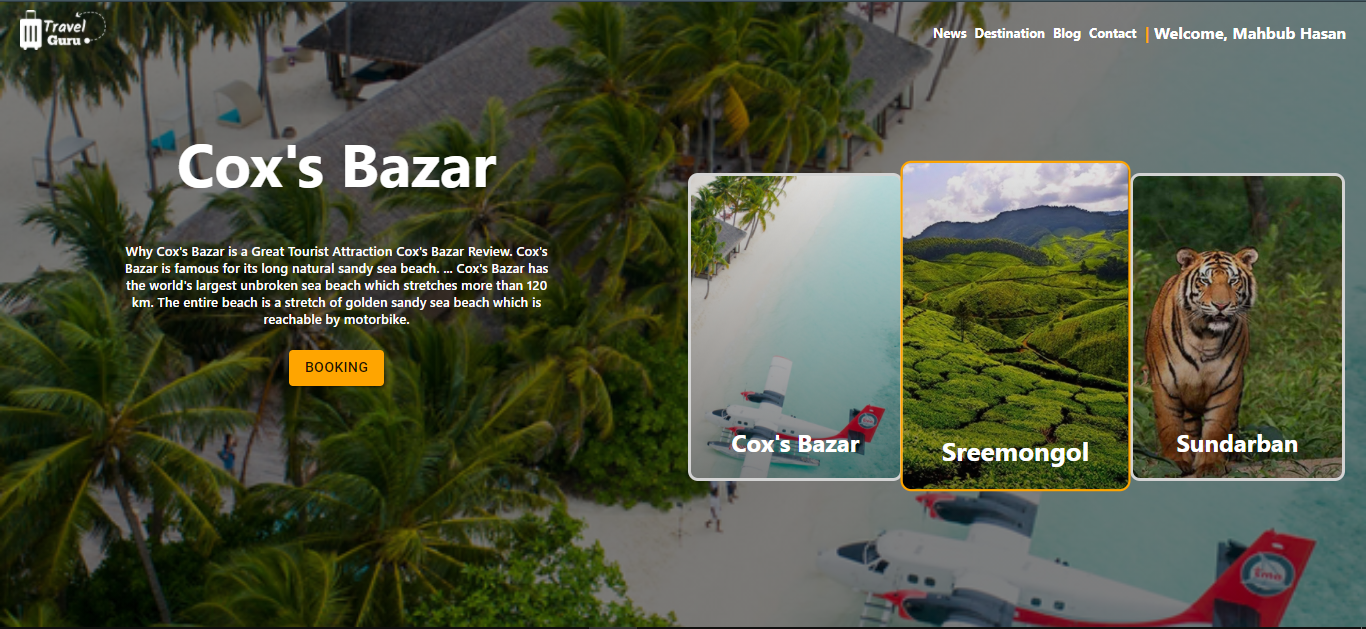 Travel
Guru
News Destination Blog Contact | Welcome, Mahbub Hasan
Cox's Bazar
Why Cox's Bazar is a Great Tourist Attraction Cox's Bazar Review. Cox's
Bazar is famous for its long natural sandy sea beach. ... Cox's Bazar has
the world's largest unbroken sea beach which stretches more than 120
km. The entire beach is a stretch of golden sandy sea beach which is
reachable by motorbike.
BOOKING
Cox's Bazar
Sreemongol
Sundarban